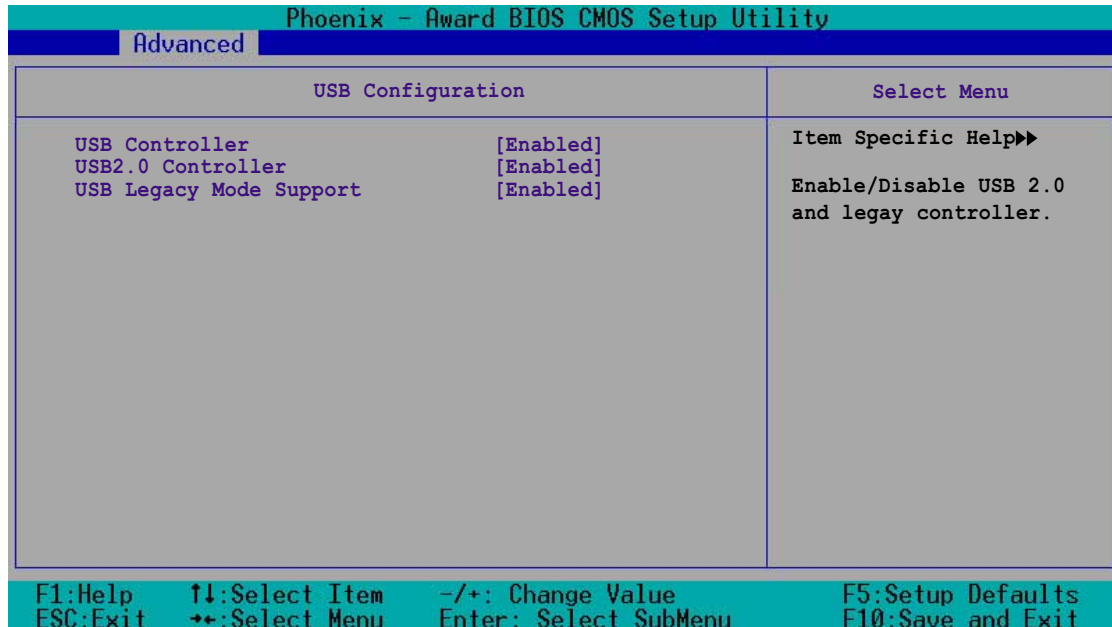 Phoenix - Award BIOS CMOS Setup Utility
Advanced
USB Configuration
Select Menu
USB Controller [Enabled]
USB2.0 Controller [Enabled]
USB Legacy Mode Support [Enabled]
Item Specific Help▶▶
Enable/Disable USB 2.0
and legay controller.
F1:Help ↑↓:Select Item -/+: Change Value F5:Setup Defaults
ESC:Exit →←:Select Menu Enter: Select SubMenu F10:Save and Exit